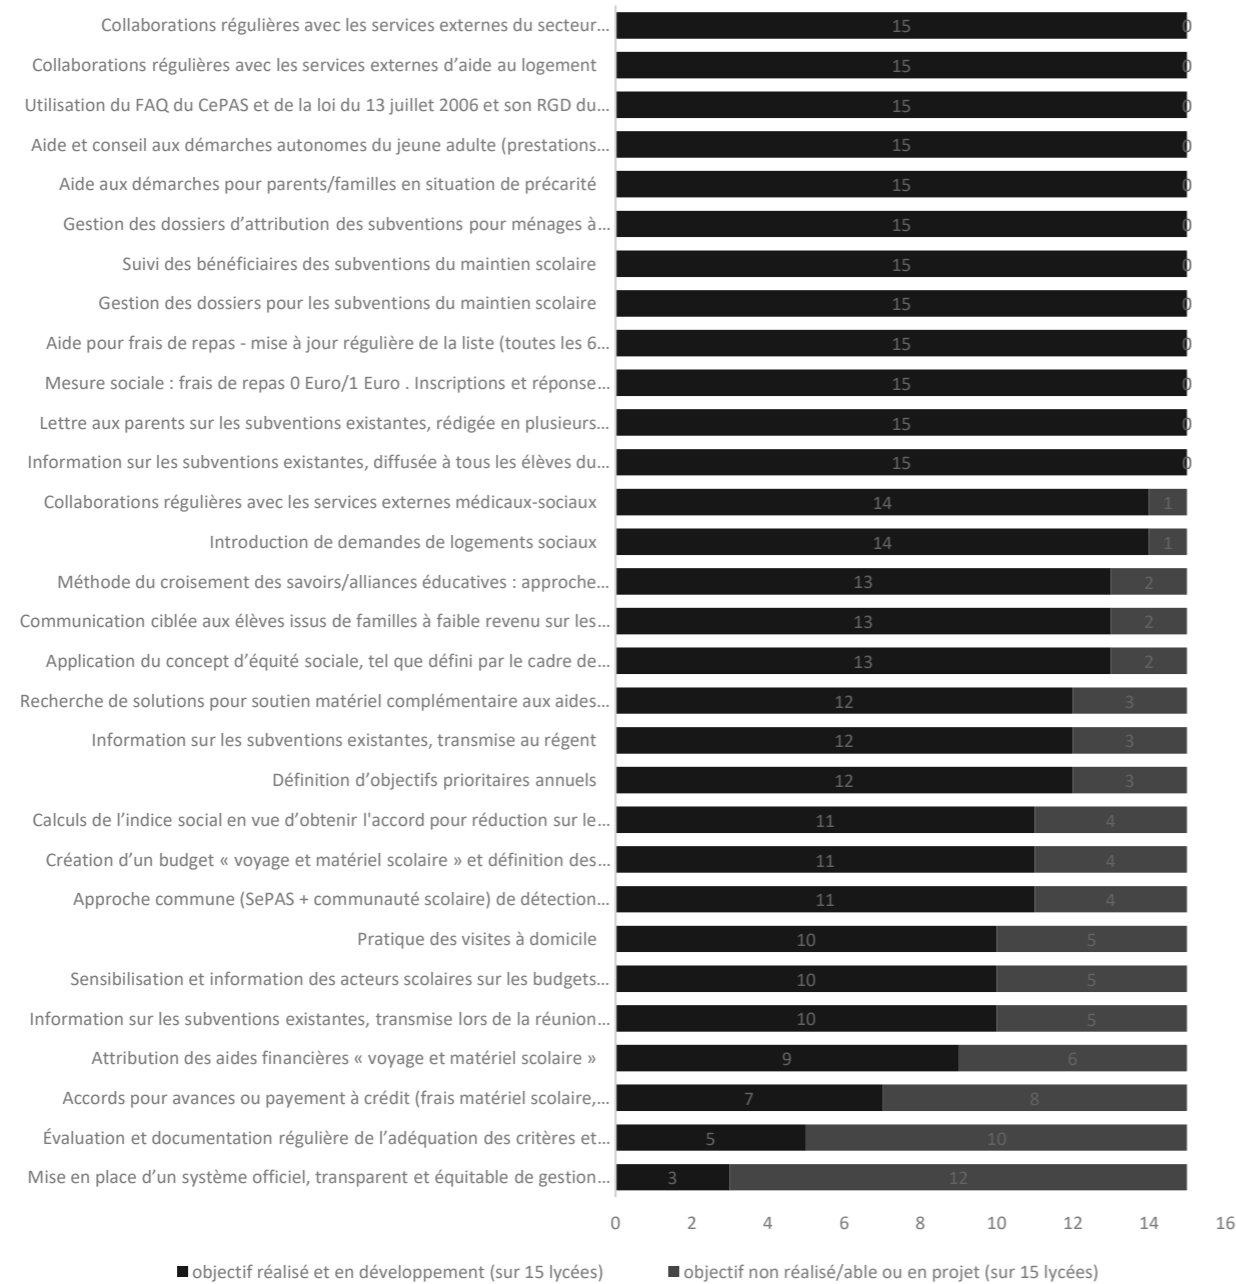 Collaborations régulières avec les services externes du secteur... 15 0
Collaborations régulières avec les services externes d’aide au logement 15 0
Utilisation du FAQ du CePAS et de la loi du 13 juillet 2006 et son RGD du... 15 0
Aide et conseil aux démarches autonomes du jeune adulte (prestations... 15 0
Aide aux démarches pour parents/familles en situation de précarité 15 0
Gestion des dossiers d’attribution des subventions pour ménages à... 15 0
Suivi des bénéficiaires des subventions du maintien scolaire 15 0
Gestion des dossiers pour les subventions du maintien scolaire 15 0
Aide pour frais de repas - mise à jour régulière de la liste (toutes les 6... 15 0
Mesure sociale : frais de repas 0 Euro/1 Euro . Inscriptions et réponse... 15 0
Lettre aux parents sur les subventions existantes, rédigée en plusieurs... 15 0
Information sur les subventions existantes, diffusée à tous les élèves du... 15 0
Collaborations régulières avec les services externes médicaux-sociaux 14 1
Introduction de demandes de logements sociaux 14 1
Méthode du croisement des savoirs/alliances éducatives : approche... 13 2
Communication ciblée aux élèves issus de familles à faible revenu sur les... 13 2
Application du concept d’équité sociale, tel que défini par le cadre de... 13 2
Recherche de solutions pour soutien matériel complémentaire aux aides... 12 3
Information sur les subventions existantes, transmise au régent 12 3
Définition d’objectifs prioritaires annuels 12 3
Calculs de l’indice social en vue d’obtenir l'accord pour réduction sur le... 11 4
Création d’un budget « voyage et matériel scolaire » et définition des... 11 4
Approche commune (SePAS + communauté scolaire) de détection... 11 4
Pratique des visites à domicile 10 5
Sensibilisation et information des acteurs scolaires sur les budgets... 10 5
Information sur les subventions existantes, transmise lors de la réunion... 10 5
Attribution des aides financières « voyage et matériel scolaire » 9 6
Accords pour avances ou payement à crédit (frais matériel scolaire,... 7 8
Évaluation et documentation régulière de l’adéquation des critères et... 5 10
Mise en place d’un système officiel, transparent et équitable de gestion... 3 12
0 2 4 6 8 10 12 14 16
objectif réalisé et en développement (sur 15 lycées) objectif non réalisé/able ou en projet (sur 15 lycées)